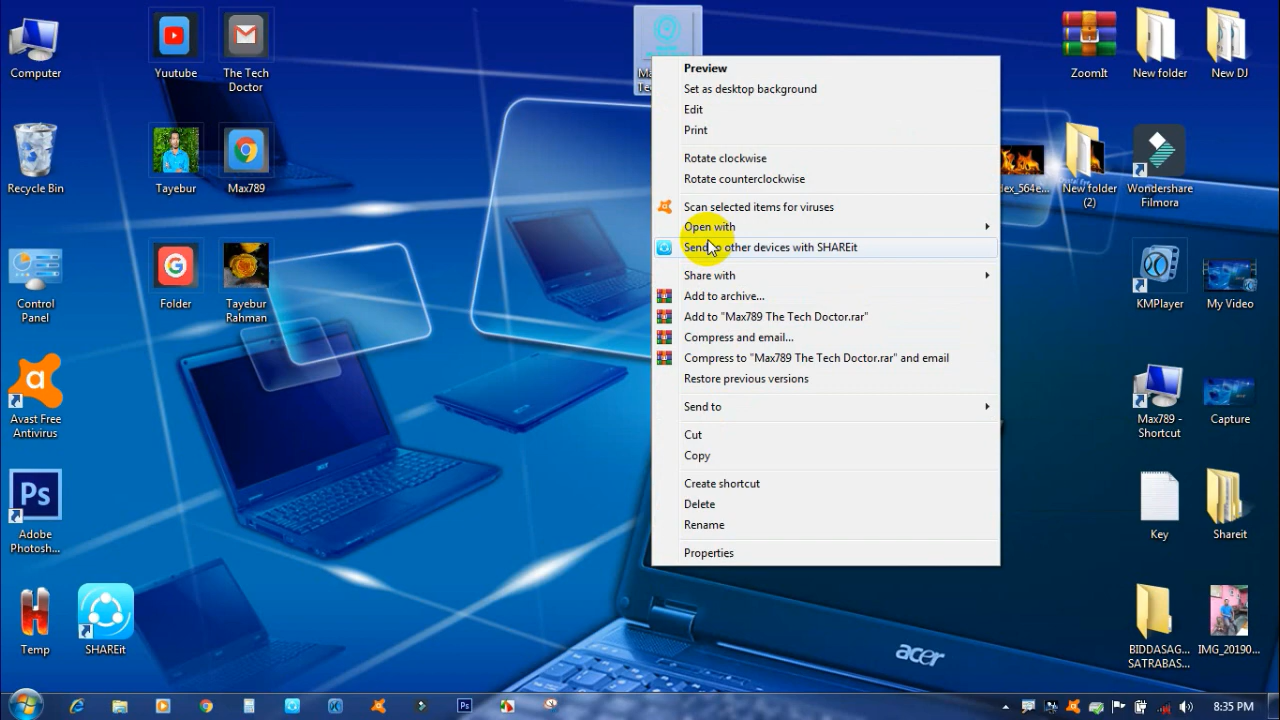 Computer
Yuutube
The Tech
Doctor
ZoomIt
New folder
New DJ
Recycle Bin
Tayebur
Max789
New folder
(2)
Wondershare
Filmora
Control
Panel
Folder
Tayebur
Rahman
KMPlayer
My Video
Avast Free
Antivirus
Max789 -
Shortcut
Capture
Ps
Adobe
Photosh...
Key
Shareit
Temp
SHAREit
BIDDASAG...
SATRABAS...
IMG_20190...
Preview
Set as desktop background
Edit
Print
Rotate clockwise
Rotate counterclockwise
Scan selected items for viruses
Open with
Send to other devices with SHAREit
Share with
Add to archive...
Add to "Max789 The Tech Doctor.rar"
Compress and email...
Compress to "Max789 The Tech Doctor.rar" and email
Restore previous versions
Send to
Cut
Copy
Create shortcut
Delete
Rename
Properties
acer
Ps
8:35 PM